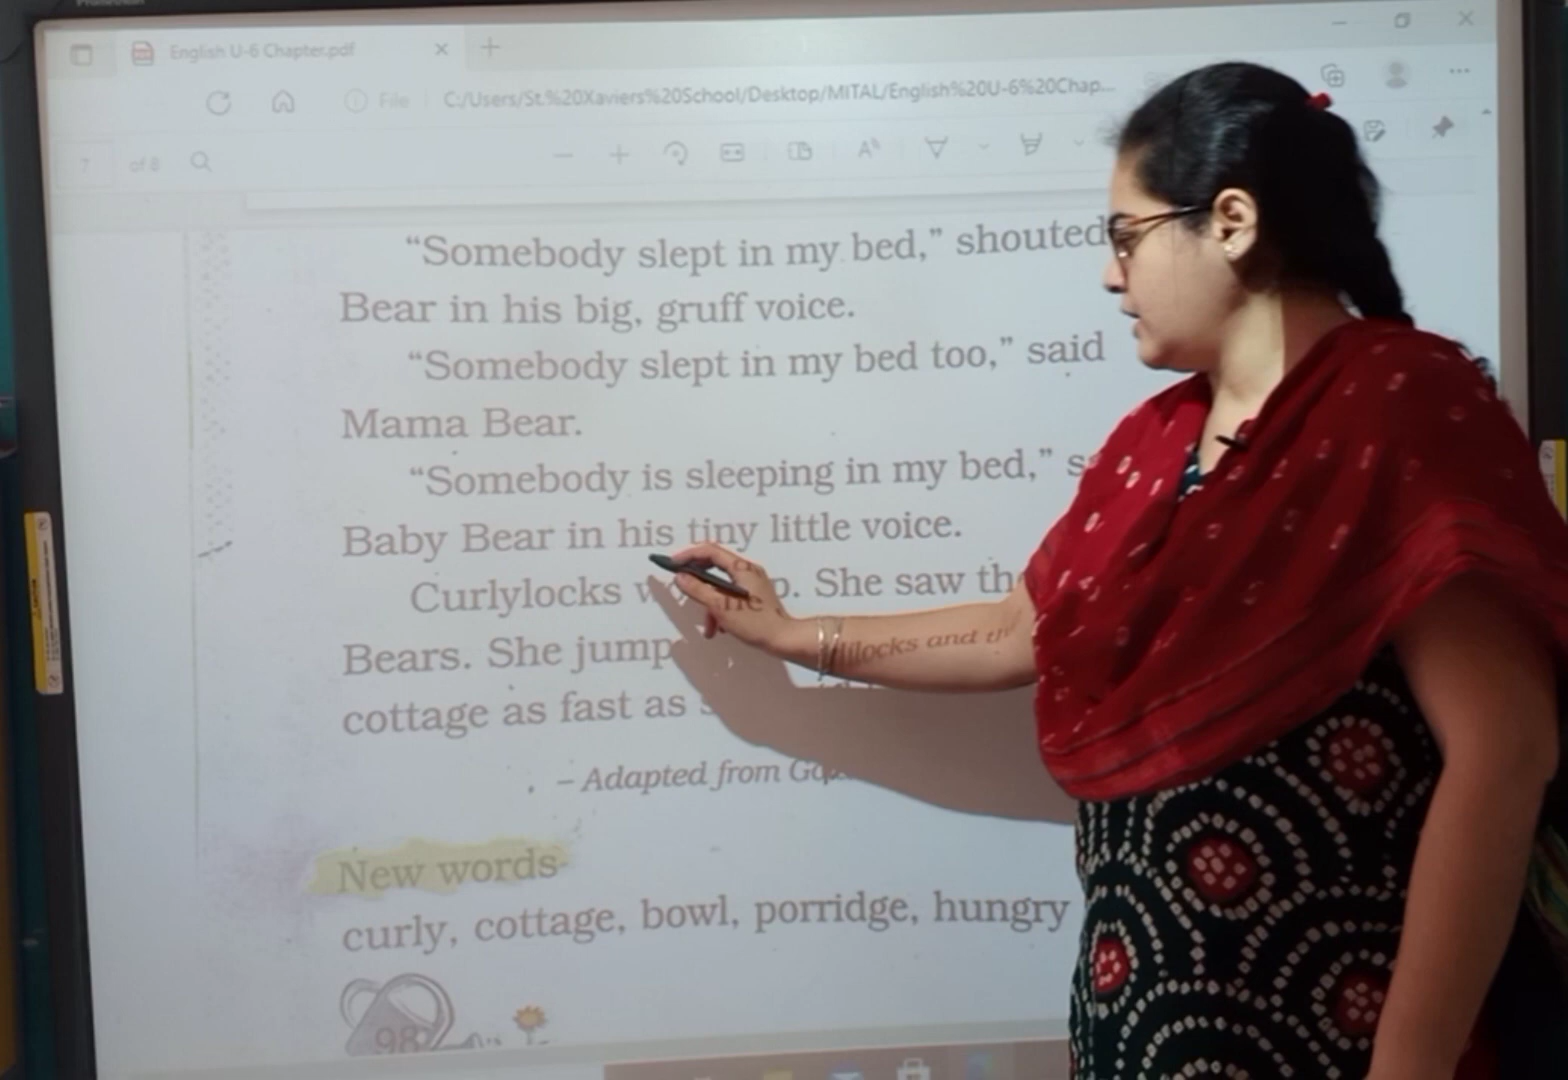 English U-6 Chapter.pdf
File C:/Users/St.%20Xaviers%20School/Desktop/MITAL/English%20U-6%20Chap...
7 of 8
“Somebody slept in my bed,” shouted
Bear in his big, gruff voice.
“Somebody slept in my bed too,” said
Mama Bear.
“Somebody is sleeping in my bed,”
Baby Bear in his tiny little voice.
Curlylocks She saw
Bears. She
cottage as fast as
– Adapted from
and
New words
curly, cottage, bowl, porridge, hungry
98